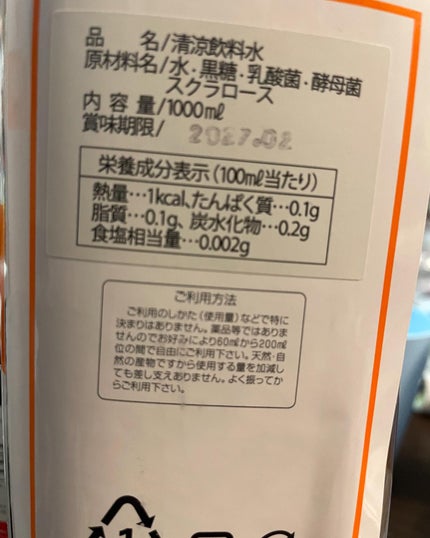 品　名/清涼飲料水
原材料名/水・黒糖・乳酸菌・酵母菌
スクラロース
内容量/1000㎖
賞味期限/ 2027.02
栄養成分表示(100㎖当たり)
熱量…1kcal、たんぱく質…0.1g
脂質…0.1g、炭水化物…0.2g
食塩相当量…0.002g
ご利用方法
ご利用のしかた(使用量)などで特に
決まりはありません。薬品等ではありま
せんのでお好みにより60㎖から200㎖
位の間で自由にご利用下さい。天然・自
然の産物ですから使用する量を加減し
ても差し支えありません。よく振ってか
らご利用下さい。